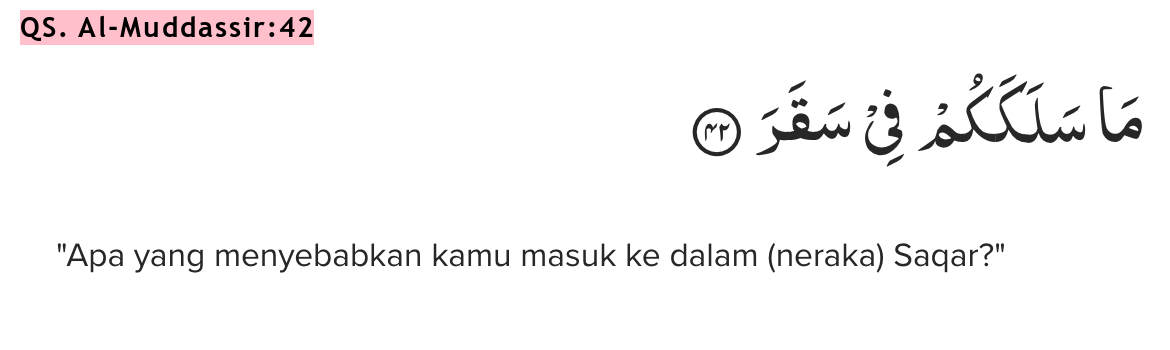 QS. Al-Muddassir:42
مَا سَلَكَكُمْ فِيْ سَقَرَ ۝٤٢
"Apa yang menyebabkan kamu masuk ke dalam (neraka) Saqar?"